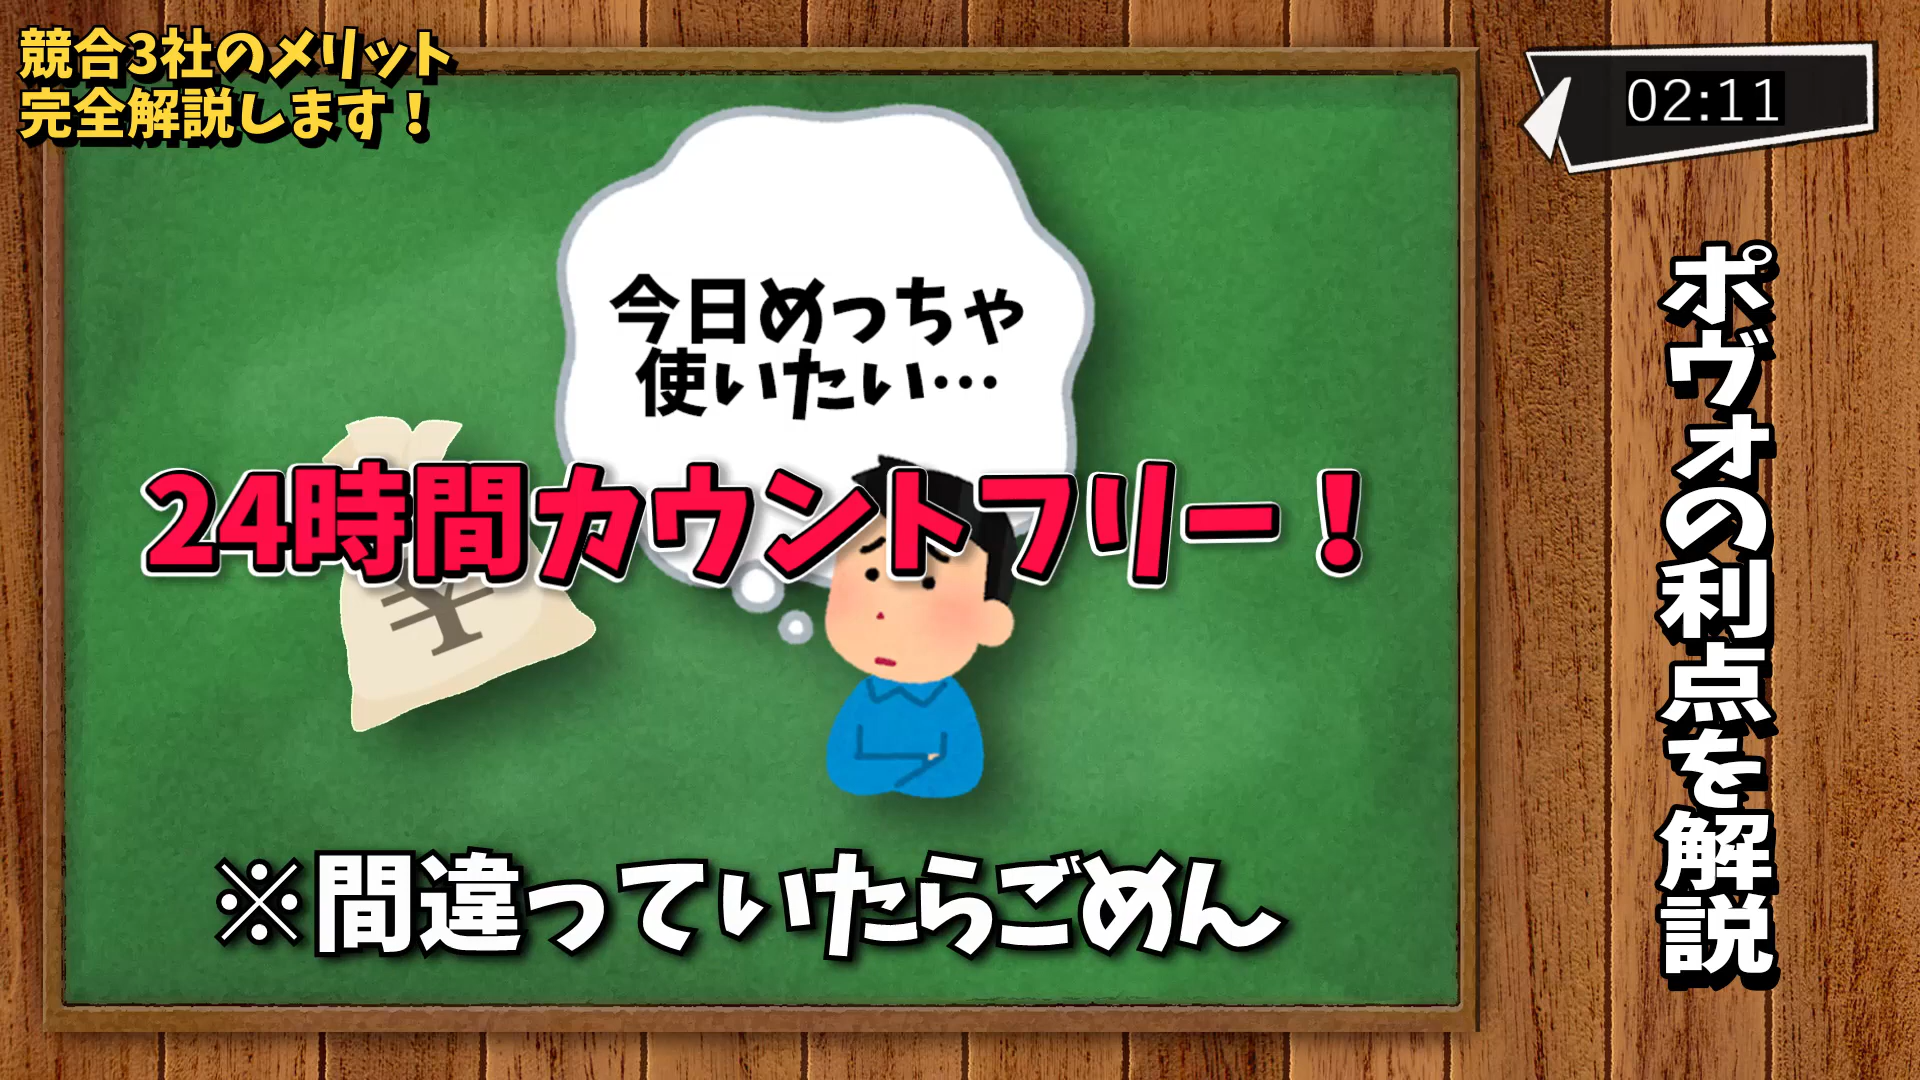 競合3社のメリット
完全解説します！
02:11
今日めっちゃ
使いたい…
24時間カウントフリー！
¥
※間違っていたらごめん
ポヴォの利点を解説